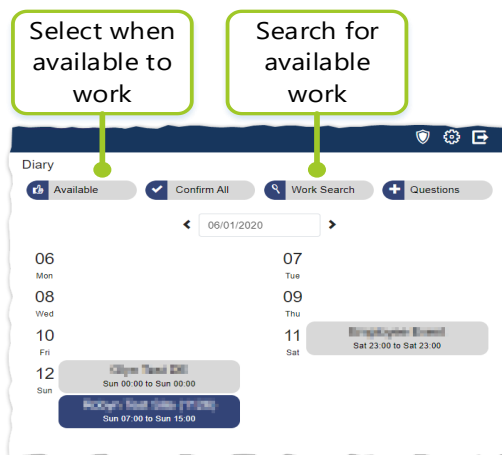 Select when
available to
work
Search for
available
work
Diary
Available
Confirm All
Work Search
Questions
06/01/2020
06
Mon
07
Tue
08
Wed
09
Thu
10
Fri
11
Sat
Sat 23:00 to Sat 23:00
12
Sun
Sun 00:00 to Sun 00:00
Sun 07:00 to Sun 15:00